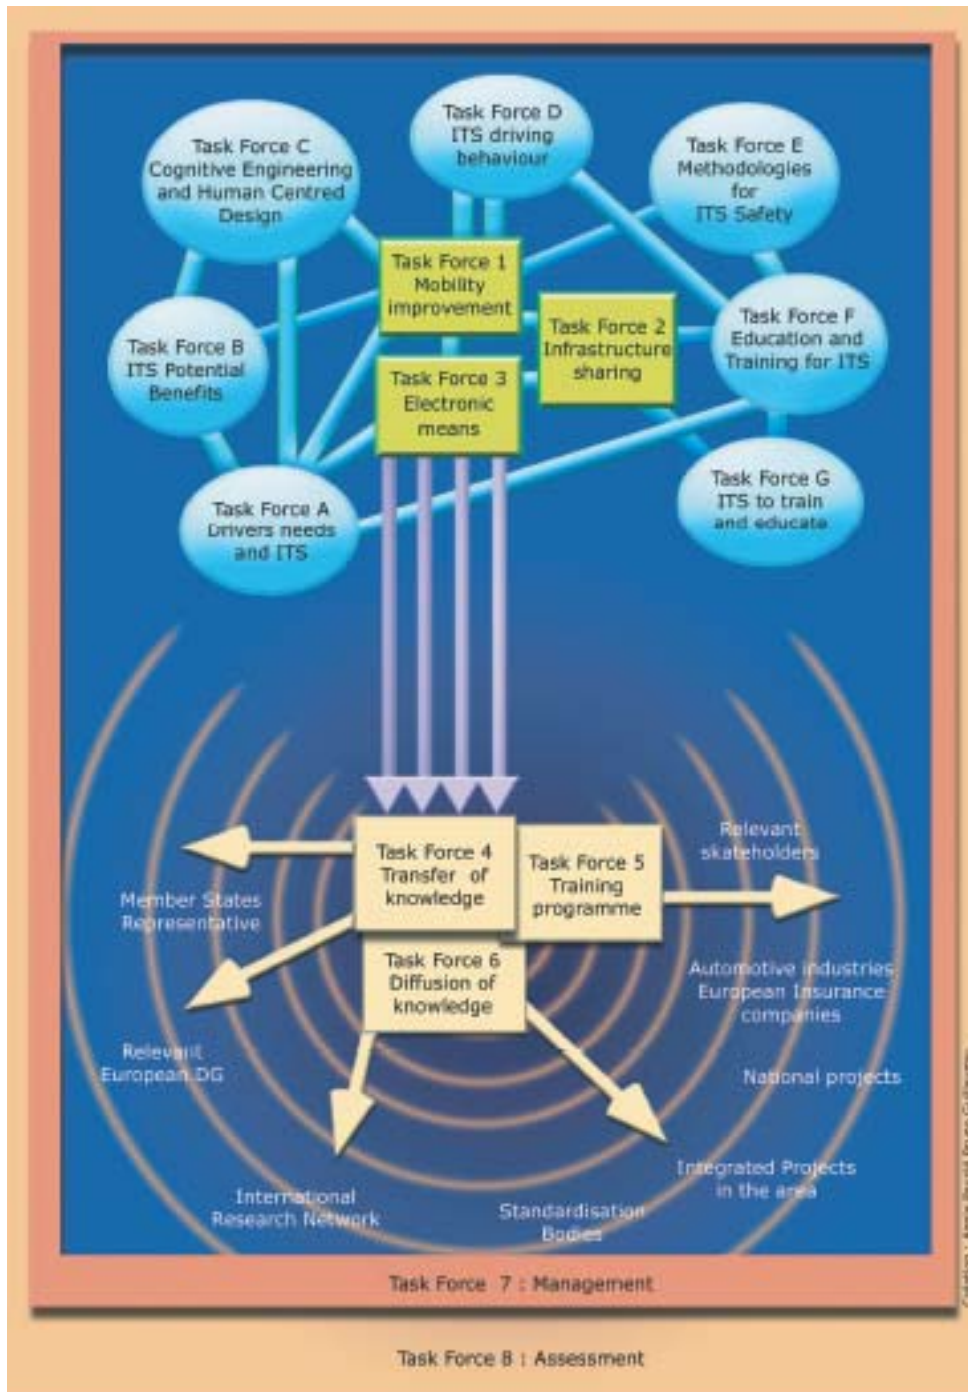 Task Force C
Cognitive Engineering
and Human Centred
Design
Task Force D
ITS driving
behaviour
Task Force E
Methodologies
for
ITS Safety
Task Force 1
Mobility
improvement
Task Force B
ITS Potential
Benefits
Task Force 2
Infrastructure
sharing
Task Force F
Education and
Training for ITS
Task Force 3
Electronic
means
Task Force A
Drivers needs
and ITS
Task Force G
ITS to train
and educate
Task Force 4
Transfer of
knowledge
Task Force 5
Training
programme
Relevant
skateholders
Member States
Representative
Task Force 6
Diffusion of
knowledge
Automotive industries
European Insurance
companies
Relevant
European DG
National projects
Integrated Projects
in the area
International
Research Network
Standardisation
Bodies
Task Force 7 : Management
Task Force 8 : Assessment